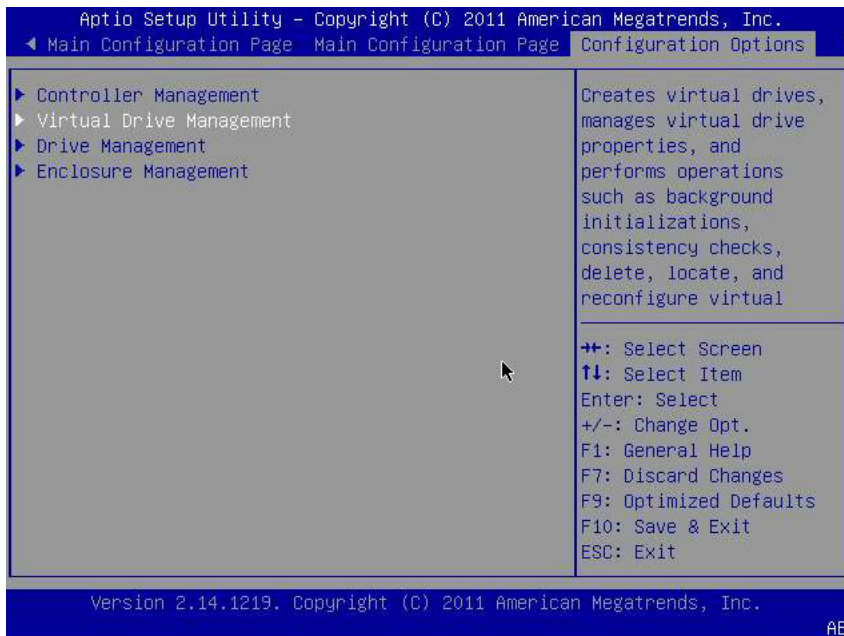 Aptio Setup Utility – Copyright (C) 2011 American Megatrends, Inc.
Main Configuration Page Main Configuration Page Configuration Options
Controller Management
Virtual Drive Management
Drive Management
Enclosure Management
Creates virtual drives,
manages virtual drive
properties, and
performs operations
such as background
initializations,
consistency checks,
delete, locate, and
reconfigure virtual
→←: Select Screen
↑↓: Select Item
Enter: Select
+/-: Change Opt.
F1: General Help
F7: Discard Changes
F9: Optimized Defaults
F10: Save & Exit
ESC: Exit
Version 2.14.1219. Copyright (C) 2011 American Megatrends, Inc.
AB